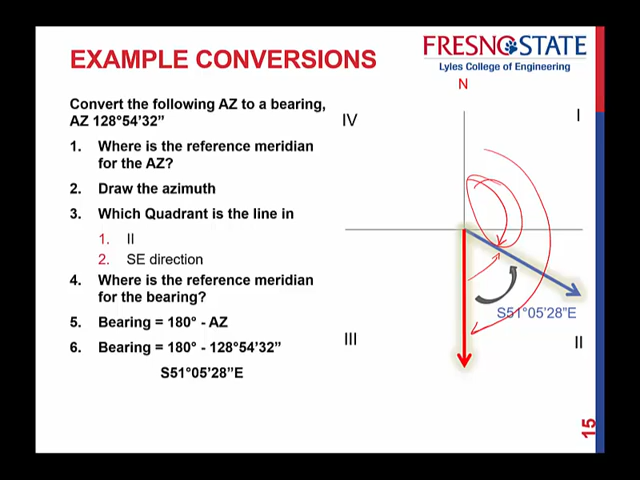 EXAMPLE CONVERSIONS
FRESNO STATE
Lyles College of Engineering
Convert the following AZ to a bearing,
AZ 128°54'32”
1. Where is the reference meridian
for the AZ?
2. Draw the azimuth
3. Which Quadrant is the line in
1. II
2. SE direction
4. Where is the reference meridian
for the bearing?
5. Bearing = 180° - AZ
6. Bearing = 180° - 128°54'32”
S51°05'28”E
N
IV
I
S51°05'28”E
III
II
15